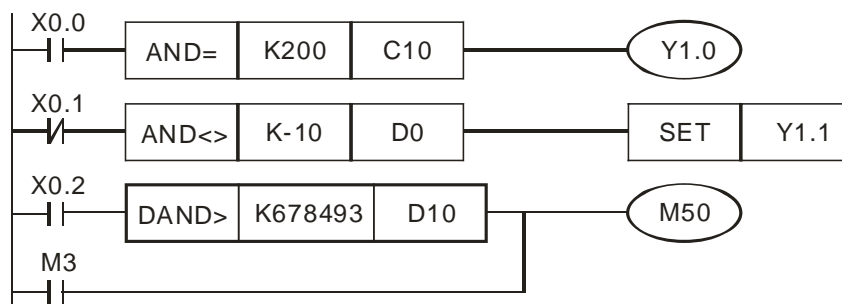 X0.0
AND= K200 C10 Y1.0
X0.1
AND<> K-10 D0 SET Y1.1
X0.2
DAND> K678493 D10 M50
M3